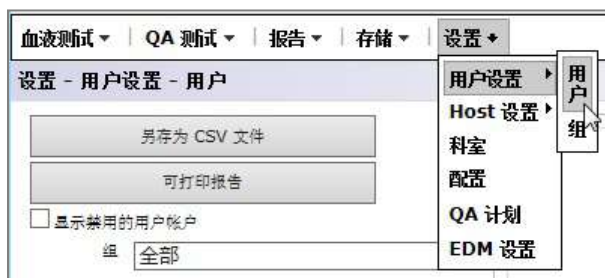 血液测试 QA 测试 报告 存储 设置
设置 - 用户设置 - 用户
用户设置
用户
Host 设置
组
科室
配置
QA 计划
EDM 设置
另存为 CSV 文件
可打印报告
显示禁用的用户帐户
组 全部